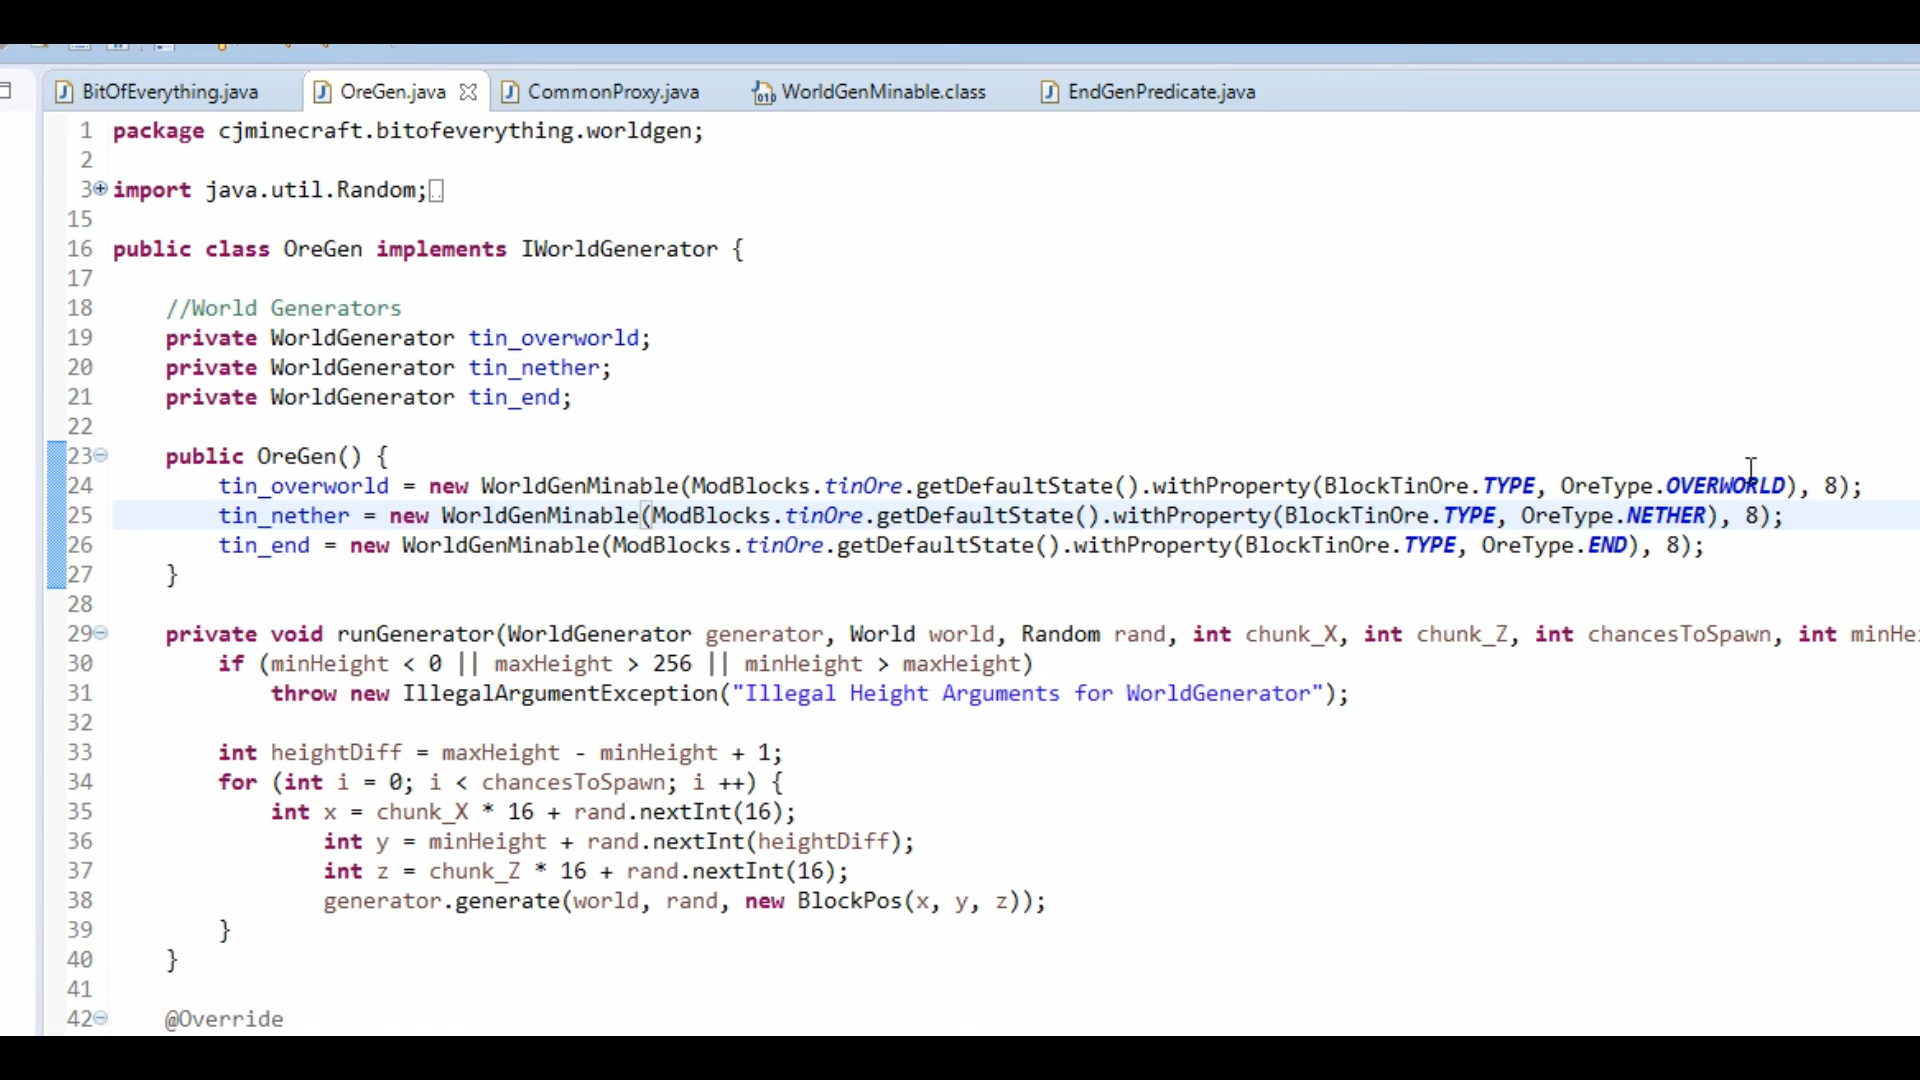 BitOfEverything.java OreGen.java CommonProxy.java WorldGenMinable.class EndGenPredicate.java
1 package cjminecraft.bitofeverything.worldgen;
2
3 import java.util.Random;
15
16 public class OreGen implements IWorldGenerator {
17
18 //World Generators
19 private WorldGenerator tin_overworld;
20 private WorldGenerator tin_nether;
21 private WorldGenerator tin_end;
22
23 public OreGen() {
24 tin_overworld = new WorldGenMinable(ModBlocks.tinOre.getDefaultState().withProperty(BlockTinOre.TYPE, OreType.OVERWORLD), 8);
25 tin_nether = new WorldGenMinable(ModBlocks.tinOre.getDefaultState().withProperty(BlockTinOre.TYPE, OreType.NETHER), 8);
26 tin_end = new WorldGenMinable(ModBlocks.tinOre.getDefaultState().withProperty(BlockTinOre.TYPE, OreType.END), 8);
27 }
28
29 private void runGenerator(WorldGenerator generator, World world, Random rand, int chunk_X, int chunk_Z, int chancesToSpawn, int minHe
30 if (minHeight < 0 || maxHeight > 256 || minHeight > maxHeight)
31 throw new IllegalArgumentException("Illegal Height Arguments for WorldGenerator");
32
33 int heightDiff = maxHeight - minHeight + 1;
34 for (int i = 0; i < chancesToSpawn; i ++) {
35 int x = chunk_X * 16 + rand.nextInt(16);
36 int y = minHeight + rand.nextInt(heightDiff);
37 int z = chunk_Z * 16 + rand.nextInt(16);
38 generator.generate(world, rand, new BlockPos(x, y, z));
39 }
40 }
41
42 @Override